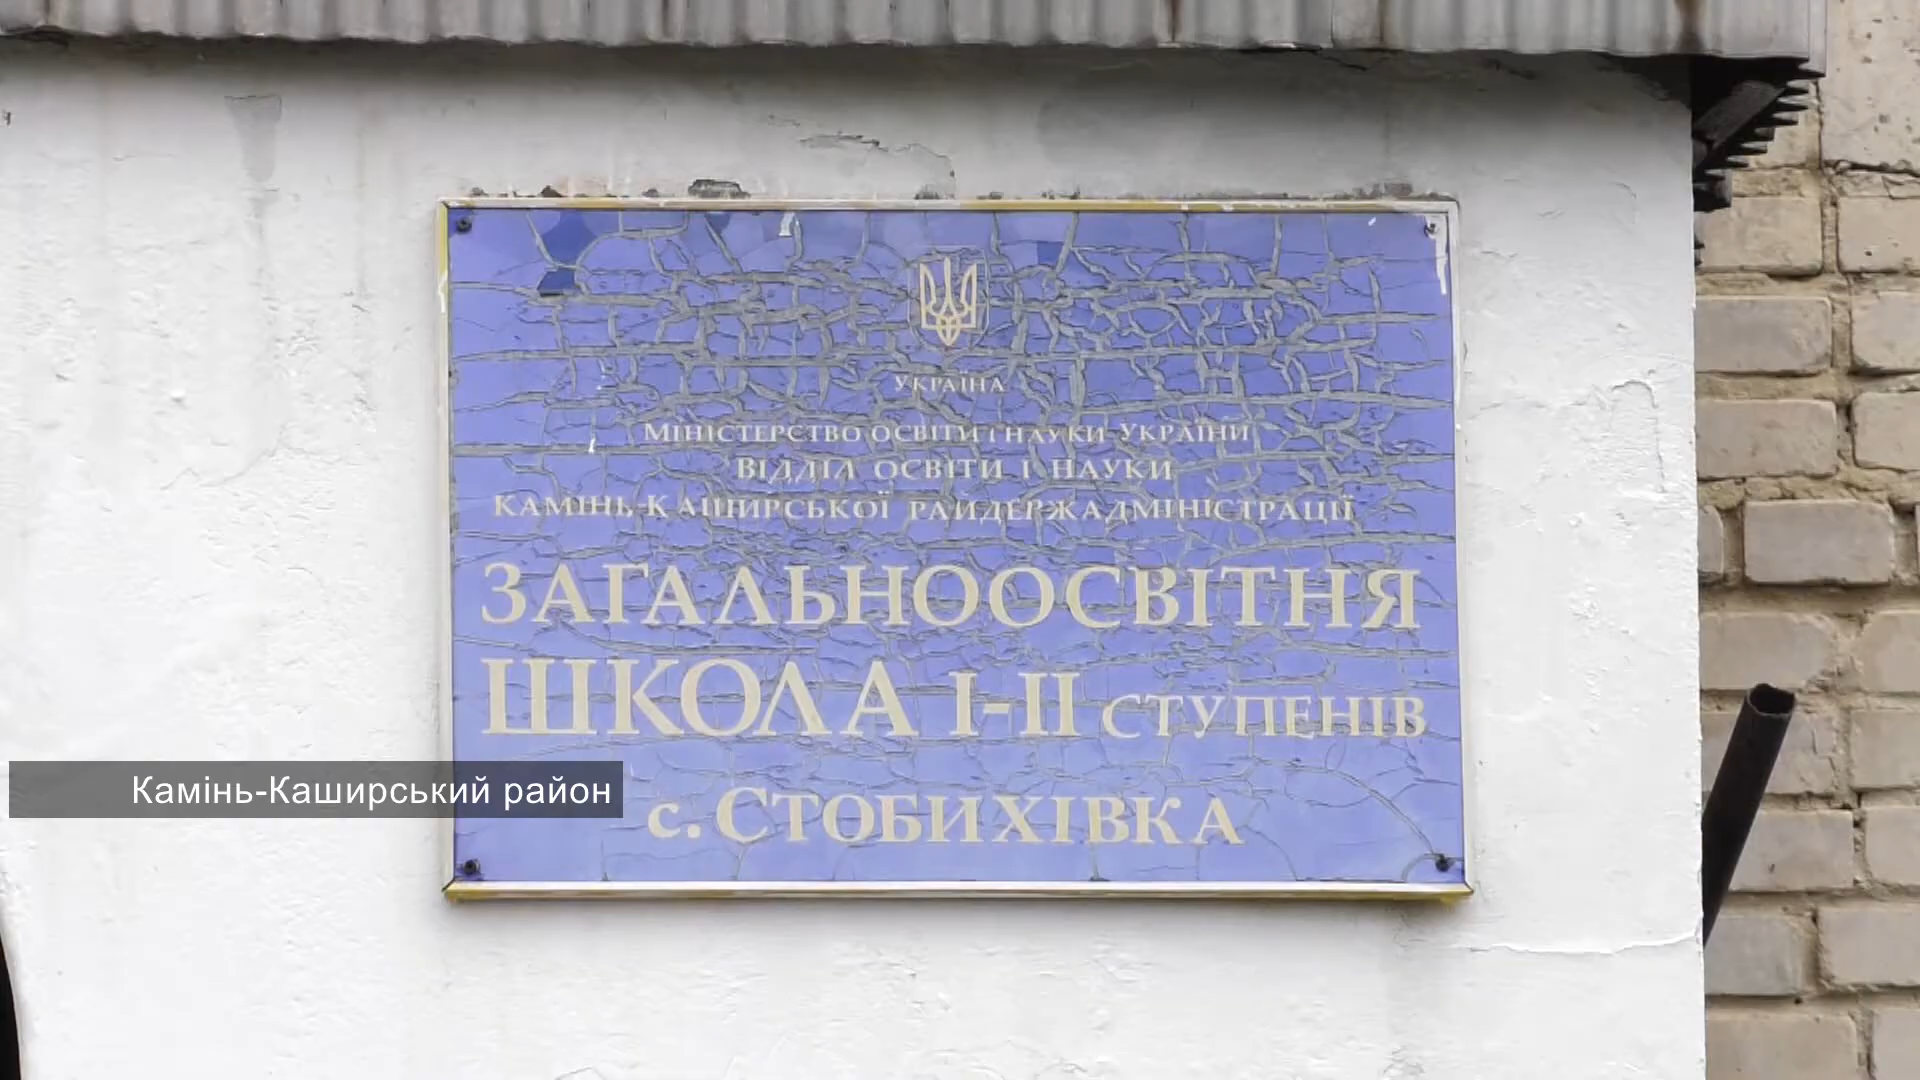 УКРАЇНА
МІНІСТЕРСТВО ОСВІТИ І НАУКИ УКРАЇНИ
ВІДДІЛ ОСВІТИ І НАУКИ
КАМІНЬ-КАШИРСЬКОЇ РАЙДЕРЖАДМІНІСТРАЦІЇ
ЗАГАЛЬНООСВІТНЯ
ШКОЛА І-ІІ СТУПЕНІВ
Камінь-Каширський район
с. СТОБИХІВКА